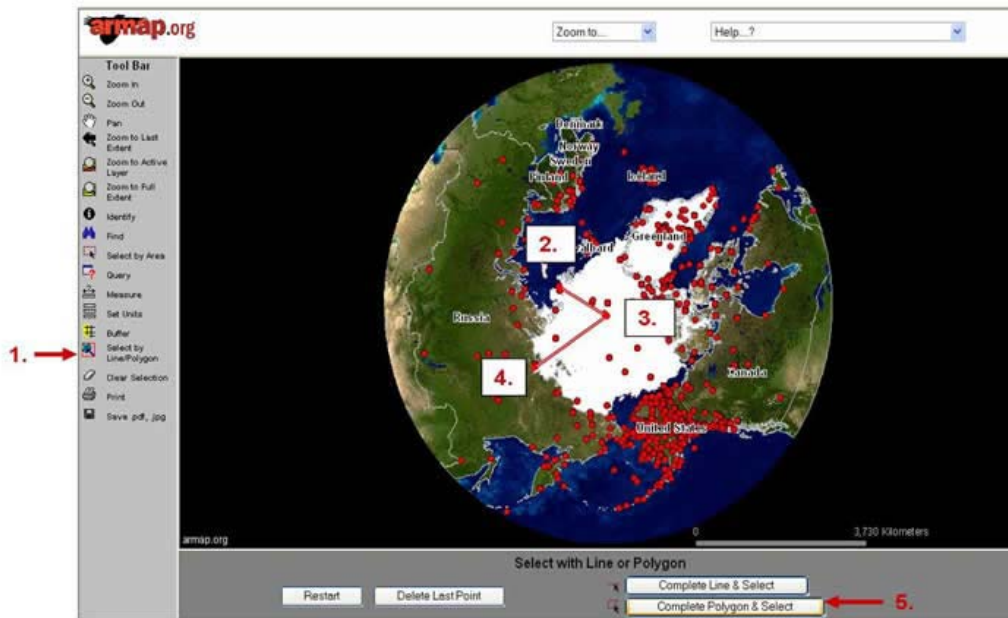 armap.org
Zoom to...
Help...?
Tool Bar
Zoom In
Zoom Out
Pan
Zoom to Last
Extent
Zoom to Active
Layer
Zoom to Full
Extent
Identify
Find
Select by Area
Query
Measure
Set Units
Buffer
1.
Select by
Line/Polygon
Clear Selection
Print
Save pdf, jpg
Denmark
Norway
Sweden
Finland
Iceland
2.
albard
Greenland
Russia
3.
4.
Canada
United States
armap.org
0
3,730 Kilometers
Select with Line or Polygon
Restart
Delete Last Point
Complete Line & Select
Complete Polygon & Select
5.